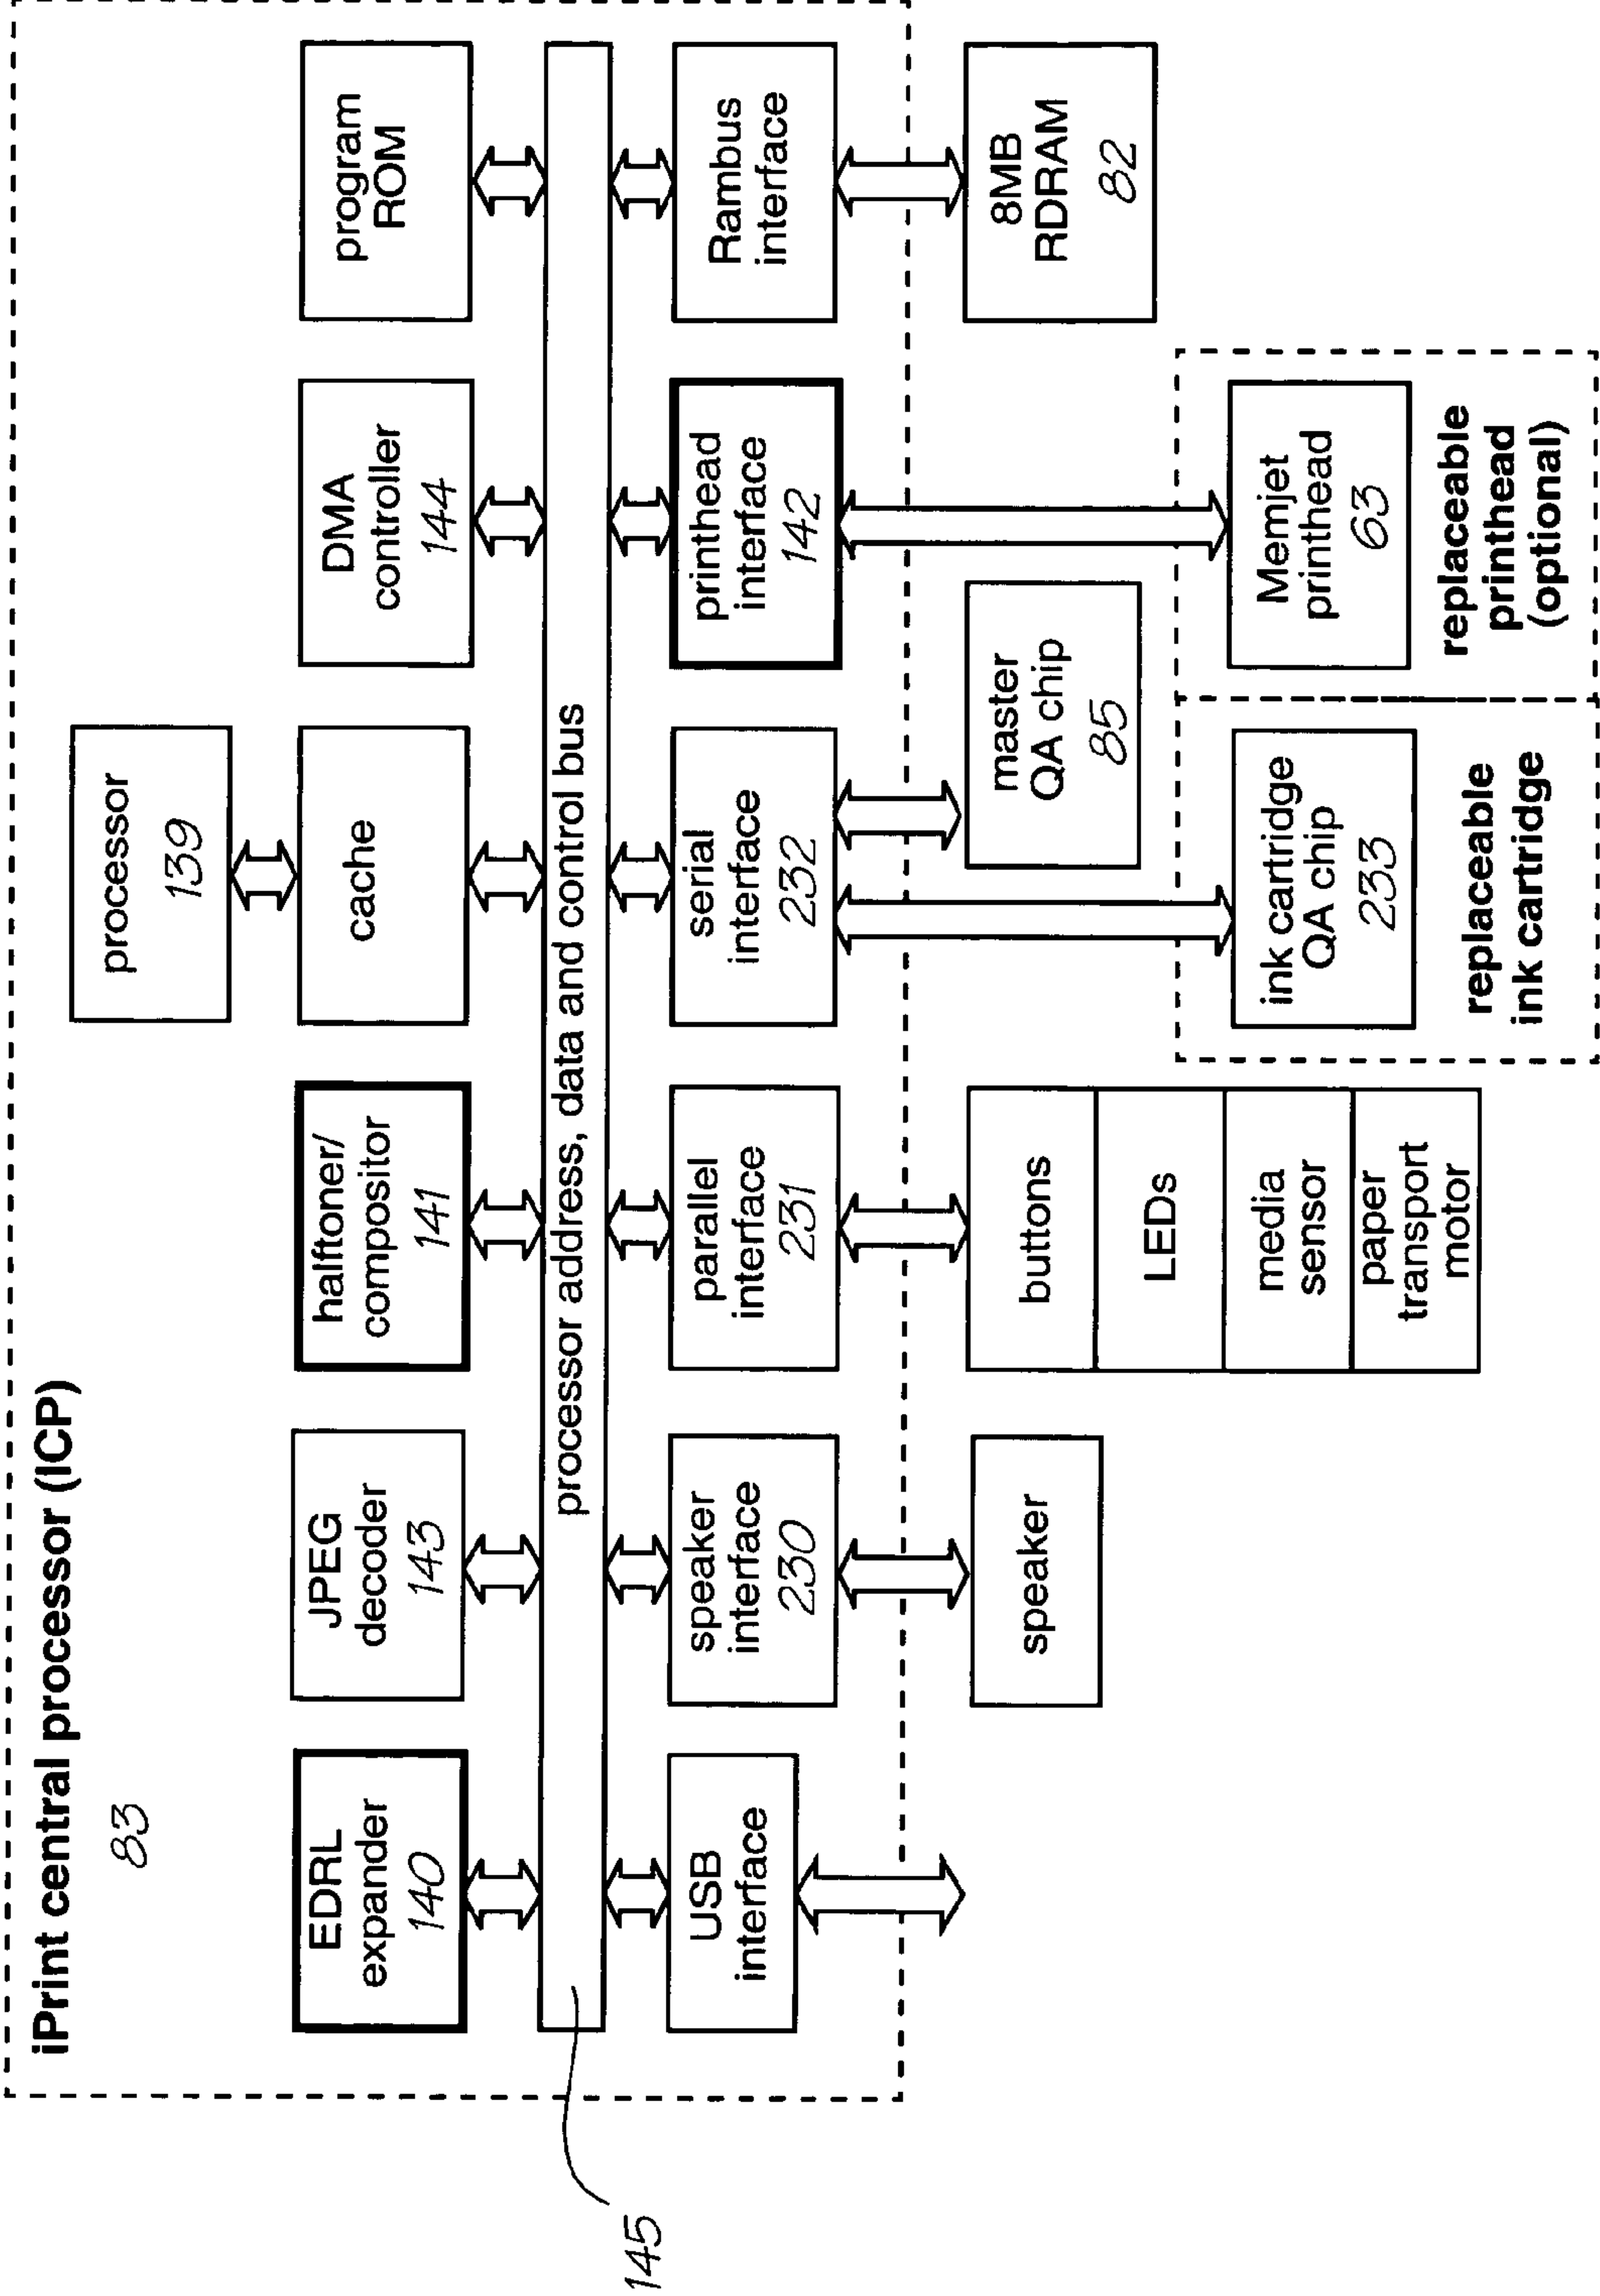 iPrint central processor (ICP)
83
processor
139
EDRL
expander
140
JPEG
decoder
143
halftoner/
compositor
141
cache
DMA
controller
144
program
ROM
processor address, data and control bus
145
USB
interface
speaker
interface
230
parallel
interface
231
serial
interface
232
printhead
interface
142
Rambus
interface
speaker
buttons
LEDs
media
sensor
paper
transport
motor
master
QA chip
85
8MB
RDRAM
82
ink cartridge
QA chip
233
replaceable
ink cartridge
Memjet
printhead
63
replaceable
printhead
(optional)